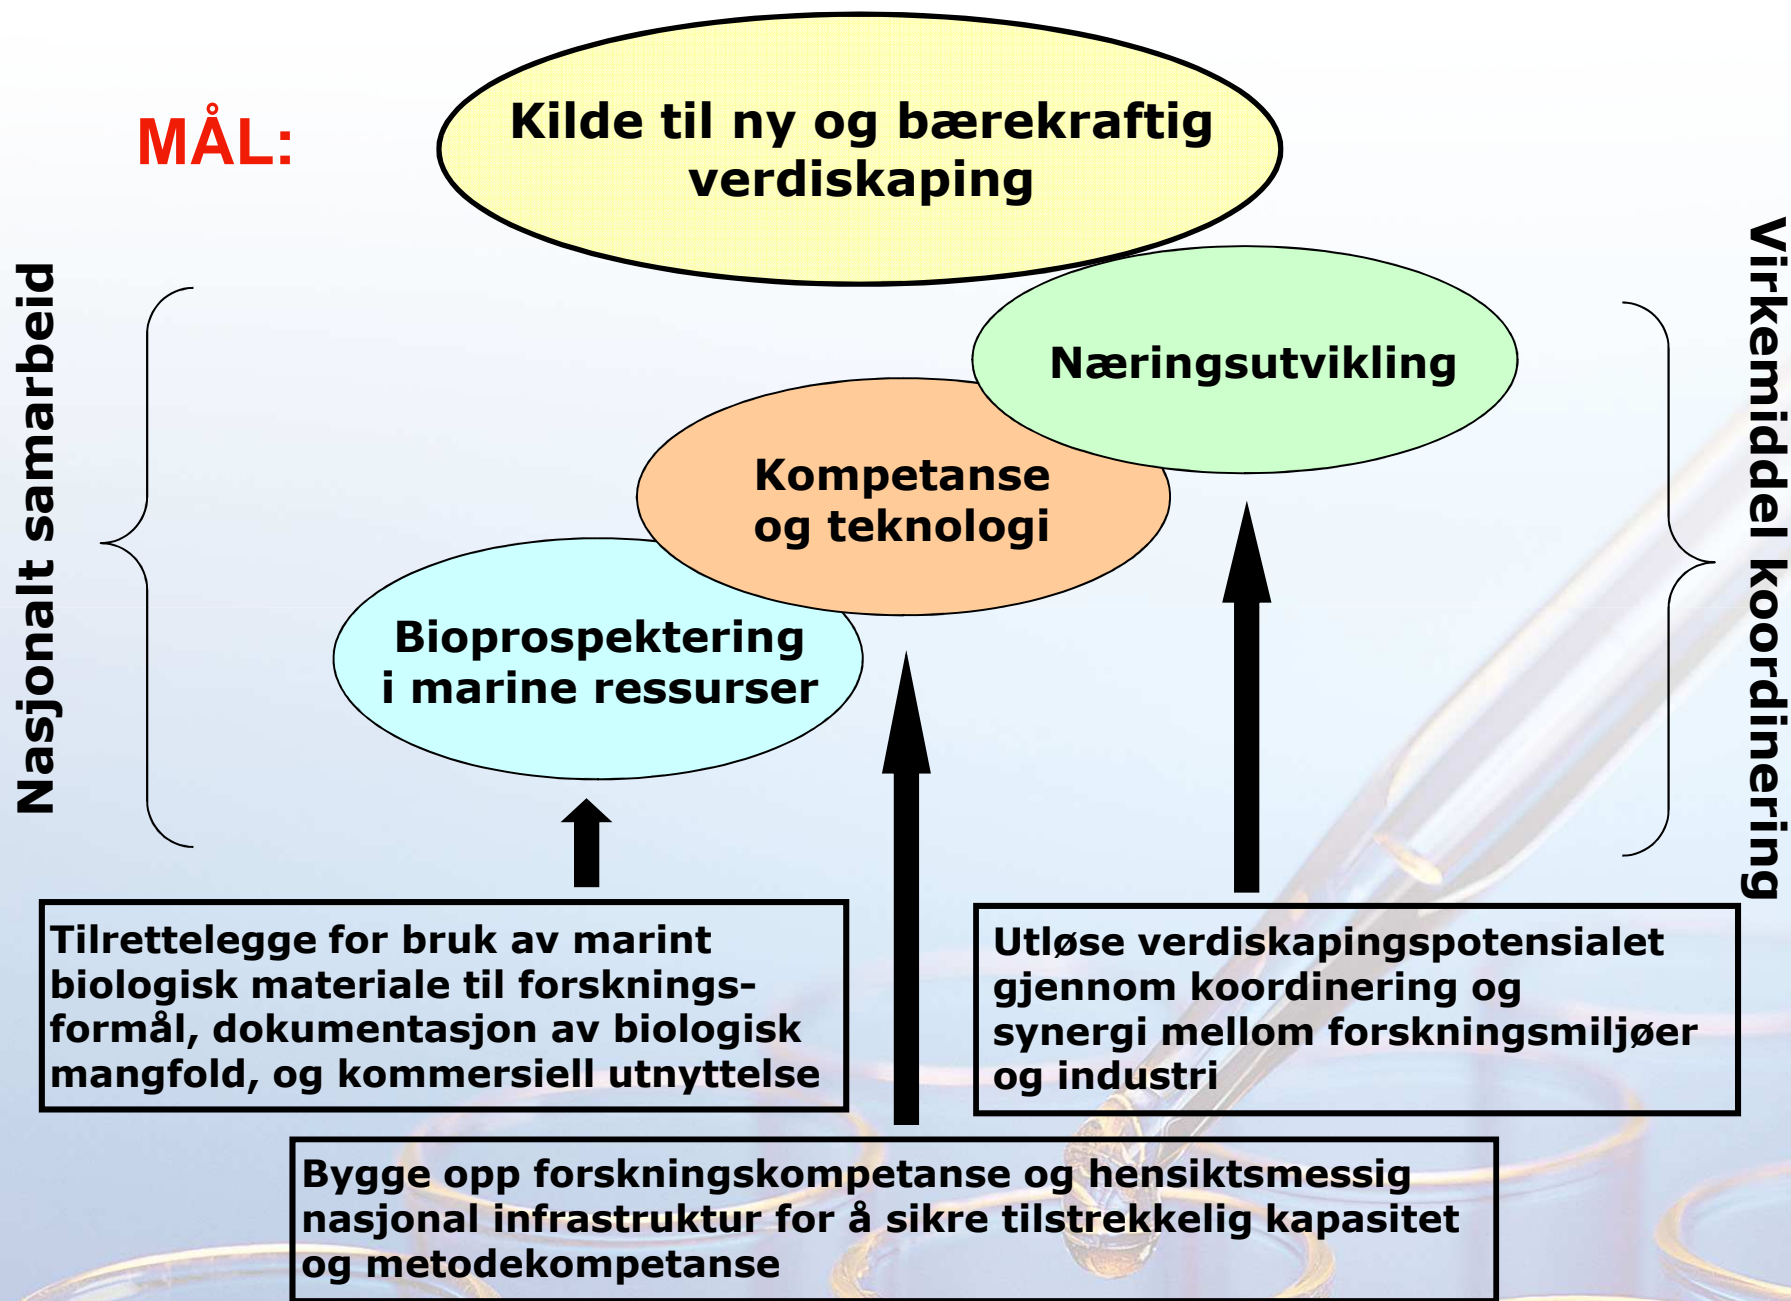 MÅL:
Kilde til ny og bærekraftig
verdiskaping
Nasjonalt samarbeid
Virkemiddel koordinering
Næringsutvikling
Kompetanse
og teknologi
Bioprospektering
i marine ressurser
Tilrettelegge for bruk av marint
biologisk materiale til forsknings-
formål, dokumentasjon av biologisk
mangfold, og kommersiell utnyttelse
Utløse verdiskapingspotensialet
gjennom koordinering og
synergi mellom forskningsmiljøer
og industri
Bygge opp forskningskompetanse og hensiktsmessig
nasjonal infrastruktur for å sikre tilstrekkelig kapasitet
og metodekompetanse